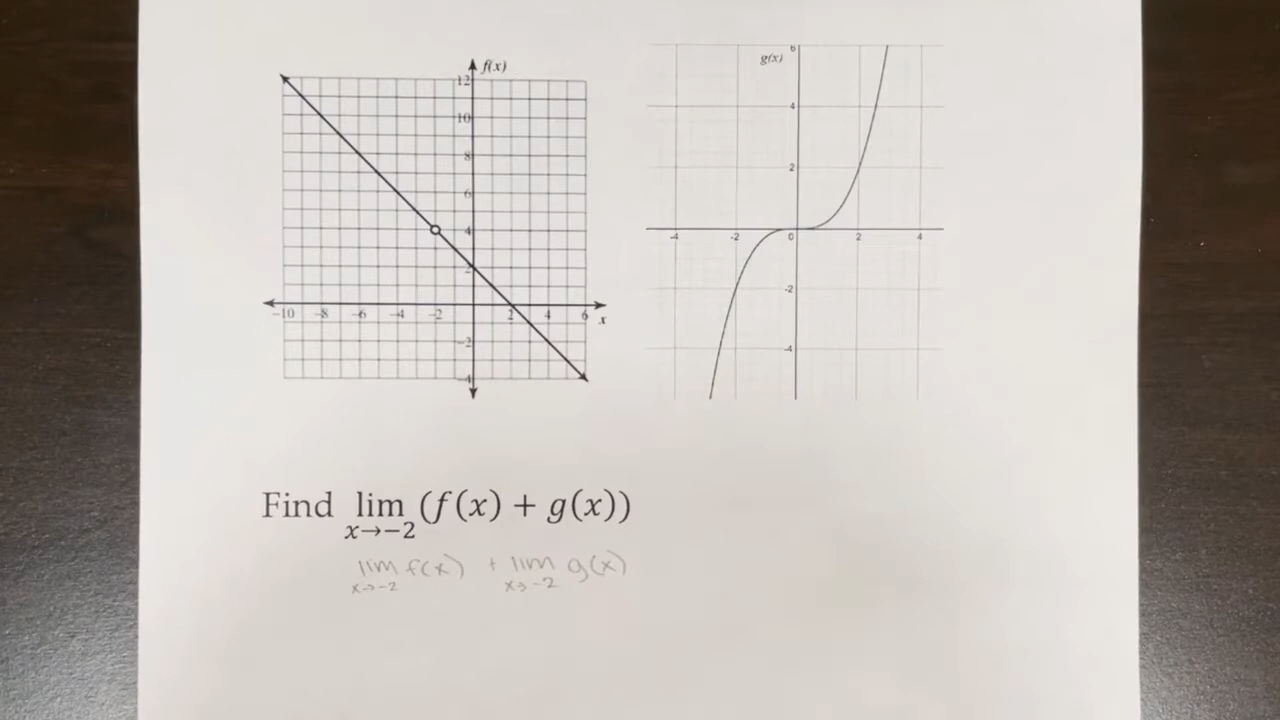 f(x)
12
10
8
6
4
2
-10 -8 -6 -4 -2 2 4 6 x
-2
-4
g(x) 6
4
2
-4 -2 0 2 4
-2
-4
Find lim (f(x) + g(x))
x→-2
lim f(x) + lim g(x)
x→-2 x→-2